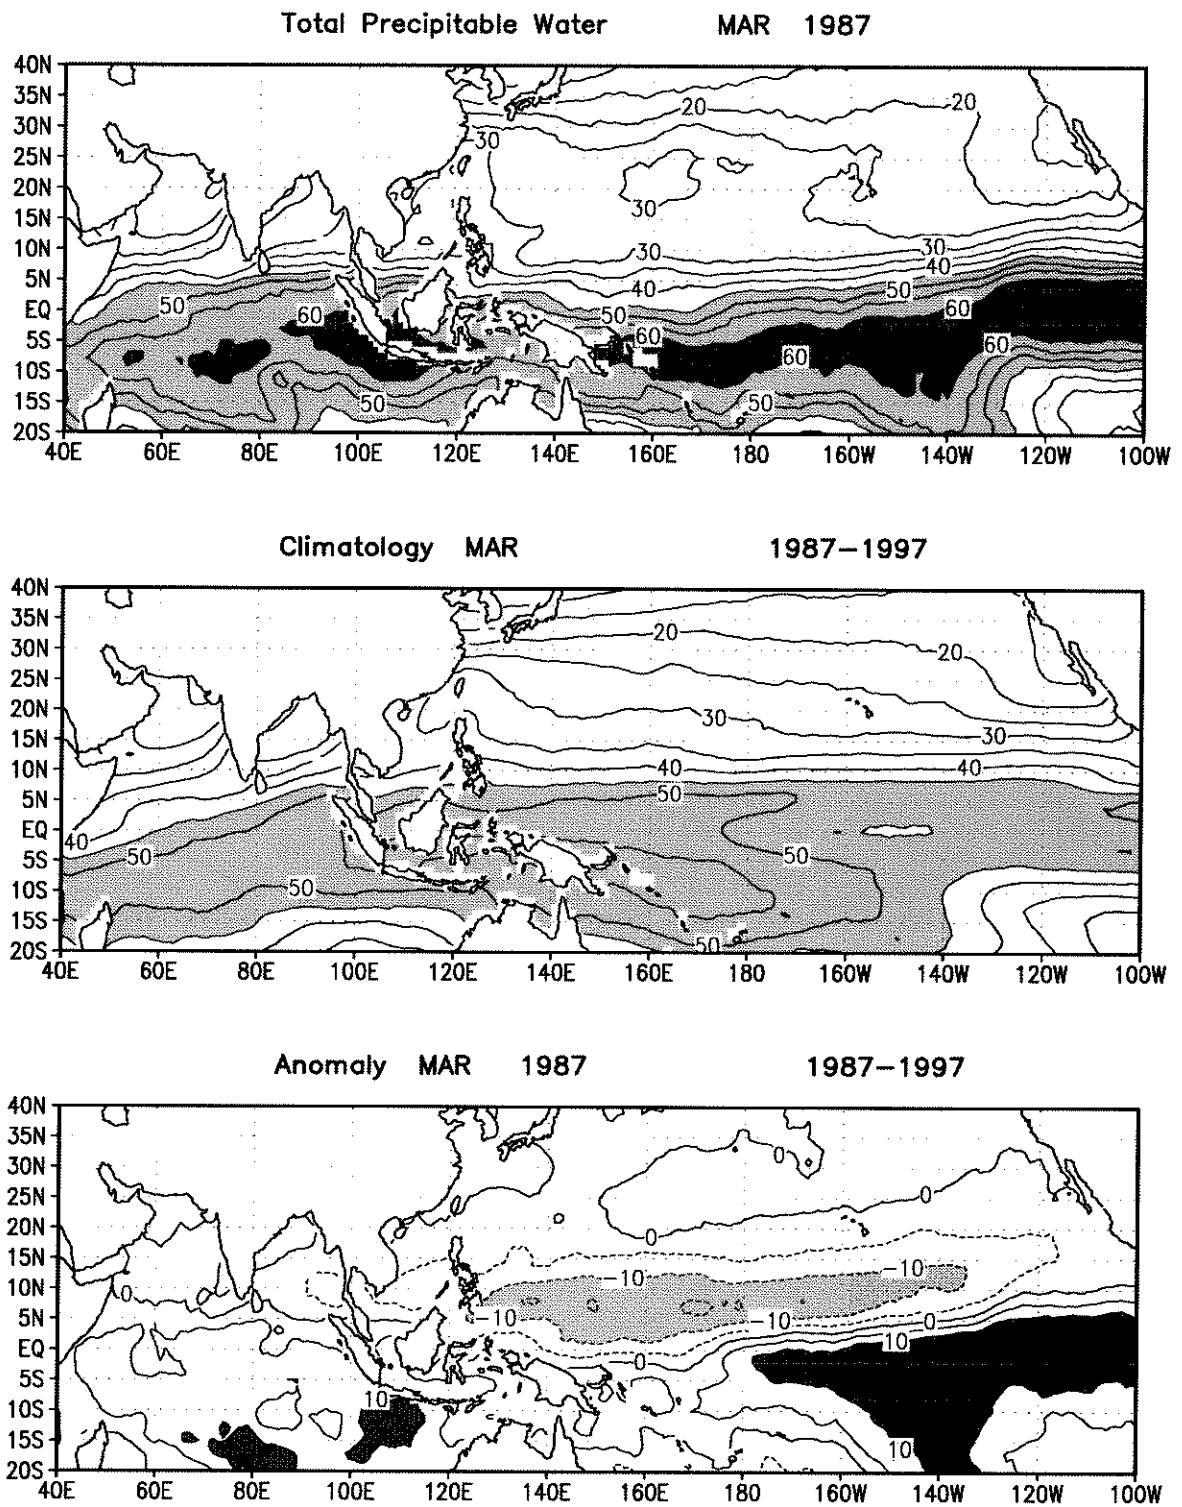 Total Precipitable Water MAR 1987
40N
35N
30N
25N
20N
15N
10N
5N
EQ
5S
10S
15S
20S
20
20
30
30
30
30
40
40
50
50
50
60
60
60
60
60
50
50
40E 60E 80E 100E 120E 140E 160E 180 160W 140W 120W 100W
Climatology MAR 1987-1997
40N
35N
30N
25N
20N
15N
10N
5N
EQ
5S
10S
15S
20S
20
20
30
30
40
40
50
40
50
50
50
50
40E 60E 80E 100E 120E 140E 160E 180 160W 140W 120W 100W
Anomaly MAR 1987 1987-1997
40N
35N
30N
25N
20N
15N
10N
5N
EQ
5S
10S
15S
20S
0
0
0
-10
-10
0
-10
-10
0
10
0
10
10
40E 60E 80E 100E 120E 140E 160E 180 160W 140W 120W 100W